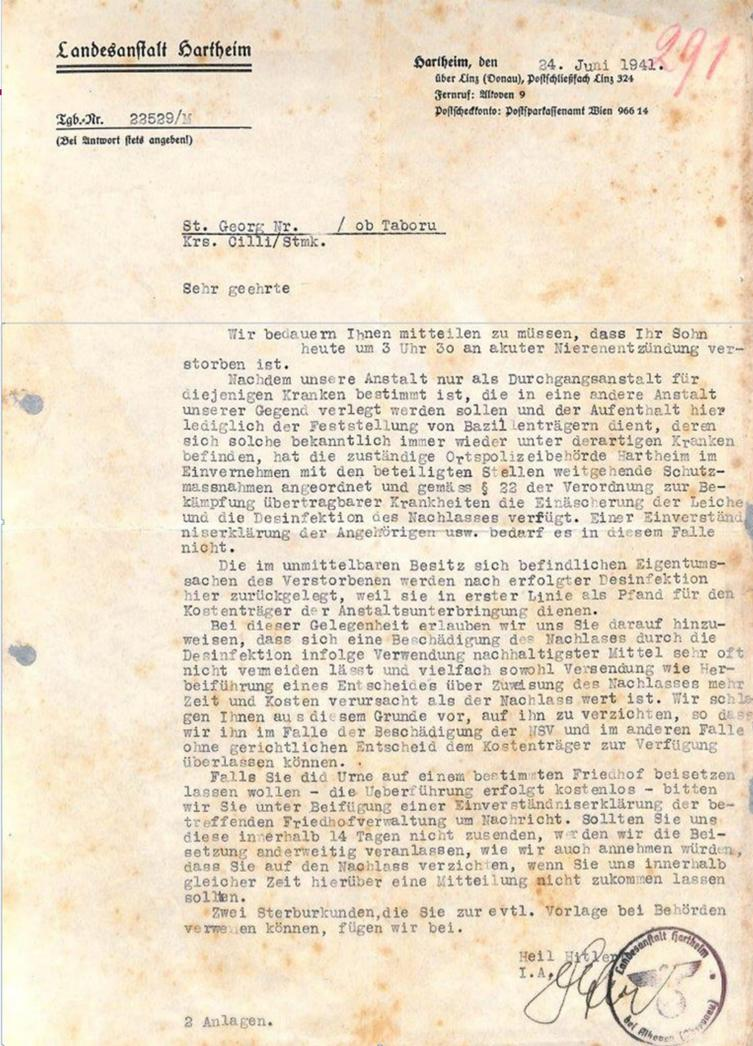 Landesanstalt Hartheim
Hartheim, den 24. Juni 1941.
291
über Linz (Donau), Postschließfach Linz 324
Fernruf: Alkoven 9
Postscheckkonto: Postsparkassenamt Wien 966 14
Tgb.-Nr. 22529/M
(Bei Antwort stets angeben!)
St. Georg Nr. / ob Taboru
Krs. Cilli/Stmk.
Sehr geehrte
Wir bedauern Ihnen mitteilen zu müssen, dass Ihr Sohn
heute um 3 Uhr 30 an akuter Nierenentzündung ver-
storben ist.
Nachdem unsere Anstalt nur als Durchgangsanstalt für
diejenigen Kranken bestimmt ist, die in eine andere Anstalt
unserer Gegend verlegt werden sollen und der Aufenthalt hier
lediglich der Feststellung von Bazillenträgern dient, deren
sich solche bekanntlich immer wieder unter derartigen Kranken
befinden, hat die zuständige Ortspolizeibehörde Hartheim im
Einvernehmen mit den beteiligten Stellen weitgehende Schutz-
massnahmen angeordnet und gemäss § 22 der Verordnung zur Be-
kämpfung übertragbarer Krankheiten die Einäscherung der Leiche
und die Desinfektion des Nachlasses verfügt. Einer Einverständ
niserklärung der Angehörigen usw. bedarf es in diesem Falle
nicht.
Die im unmittelbaren Besitz sich befindlichen Eigentums-
sachen des Verstorbenen werden nach erfolgter Desinfektion
hier zurückgelegt, weil sie in erster Linie als Pfand für den
Kostenträger der Anstaltsunterbringung dienen.
Bei dieser Gelegenheit erlauben wir uns Sie darauf hinzu-
weisen, dass sich eine Beschädigung des Nachlases durch die
Desinfektion infolge Verwendung nachhaltigster Mittel sehr oft
nicht vermeiden lässt und vielfach sowohl Versendung wie Her-
beiführung eines Entscheides über Zuweisung des Nachlasses mehr
Zeit und Kosten verursacht als der Nachlass wert ist. Wir schla-
gen Ihnen aus diesem Grunde vor, auf ihn zu verzichten, so dass
wir ihn im Falle der Beschädigung der NSV und im anderen Falle
ohne gerichtlichen Entscheid dem Kostenträger zur Verfügung
überlassen können.
Falls Sie did Urne auf einem bestimmten Friedhof beisetzen
lassen wollen - die Ueberführung erfolgt kostenlos - bitten
wir Sie unter Beifügung einer Einverständniserklärung der be-
treffenden Friedhofverwaltung um Nachricht. Sollten Sie uns
diese innerhalb 14 Tagen nicht zusenden, werden wir die Bei-
setzung anderweitig veranlassen, wie wir auch annehmen würden,
dass Sie auf den Nachlass verzichten, wenn Sie uns innerhalb
gleicher Zeit hierüber eine Mitteilung nicht zukommen lassen
sollten.
Zwei Sterburkunden,die Sie zur evtl. Vorlage bei Behörden
verwenen können, fügen wir bei.
Heil Hitler
I.A.
Landesanstalt Hartheim
bei Alkoven
2 Anlagen.